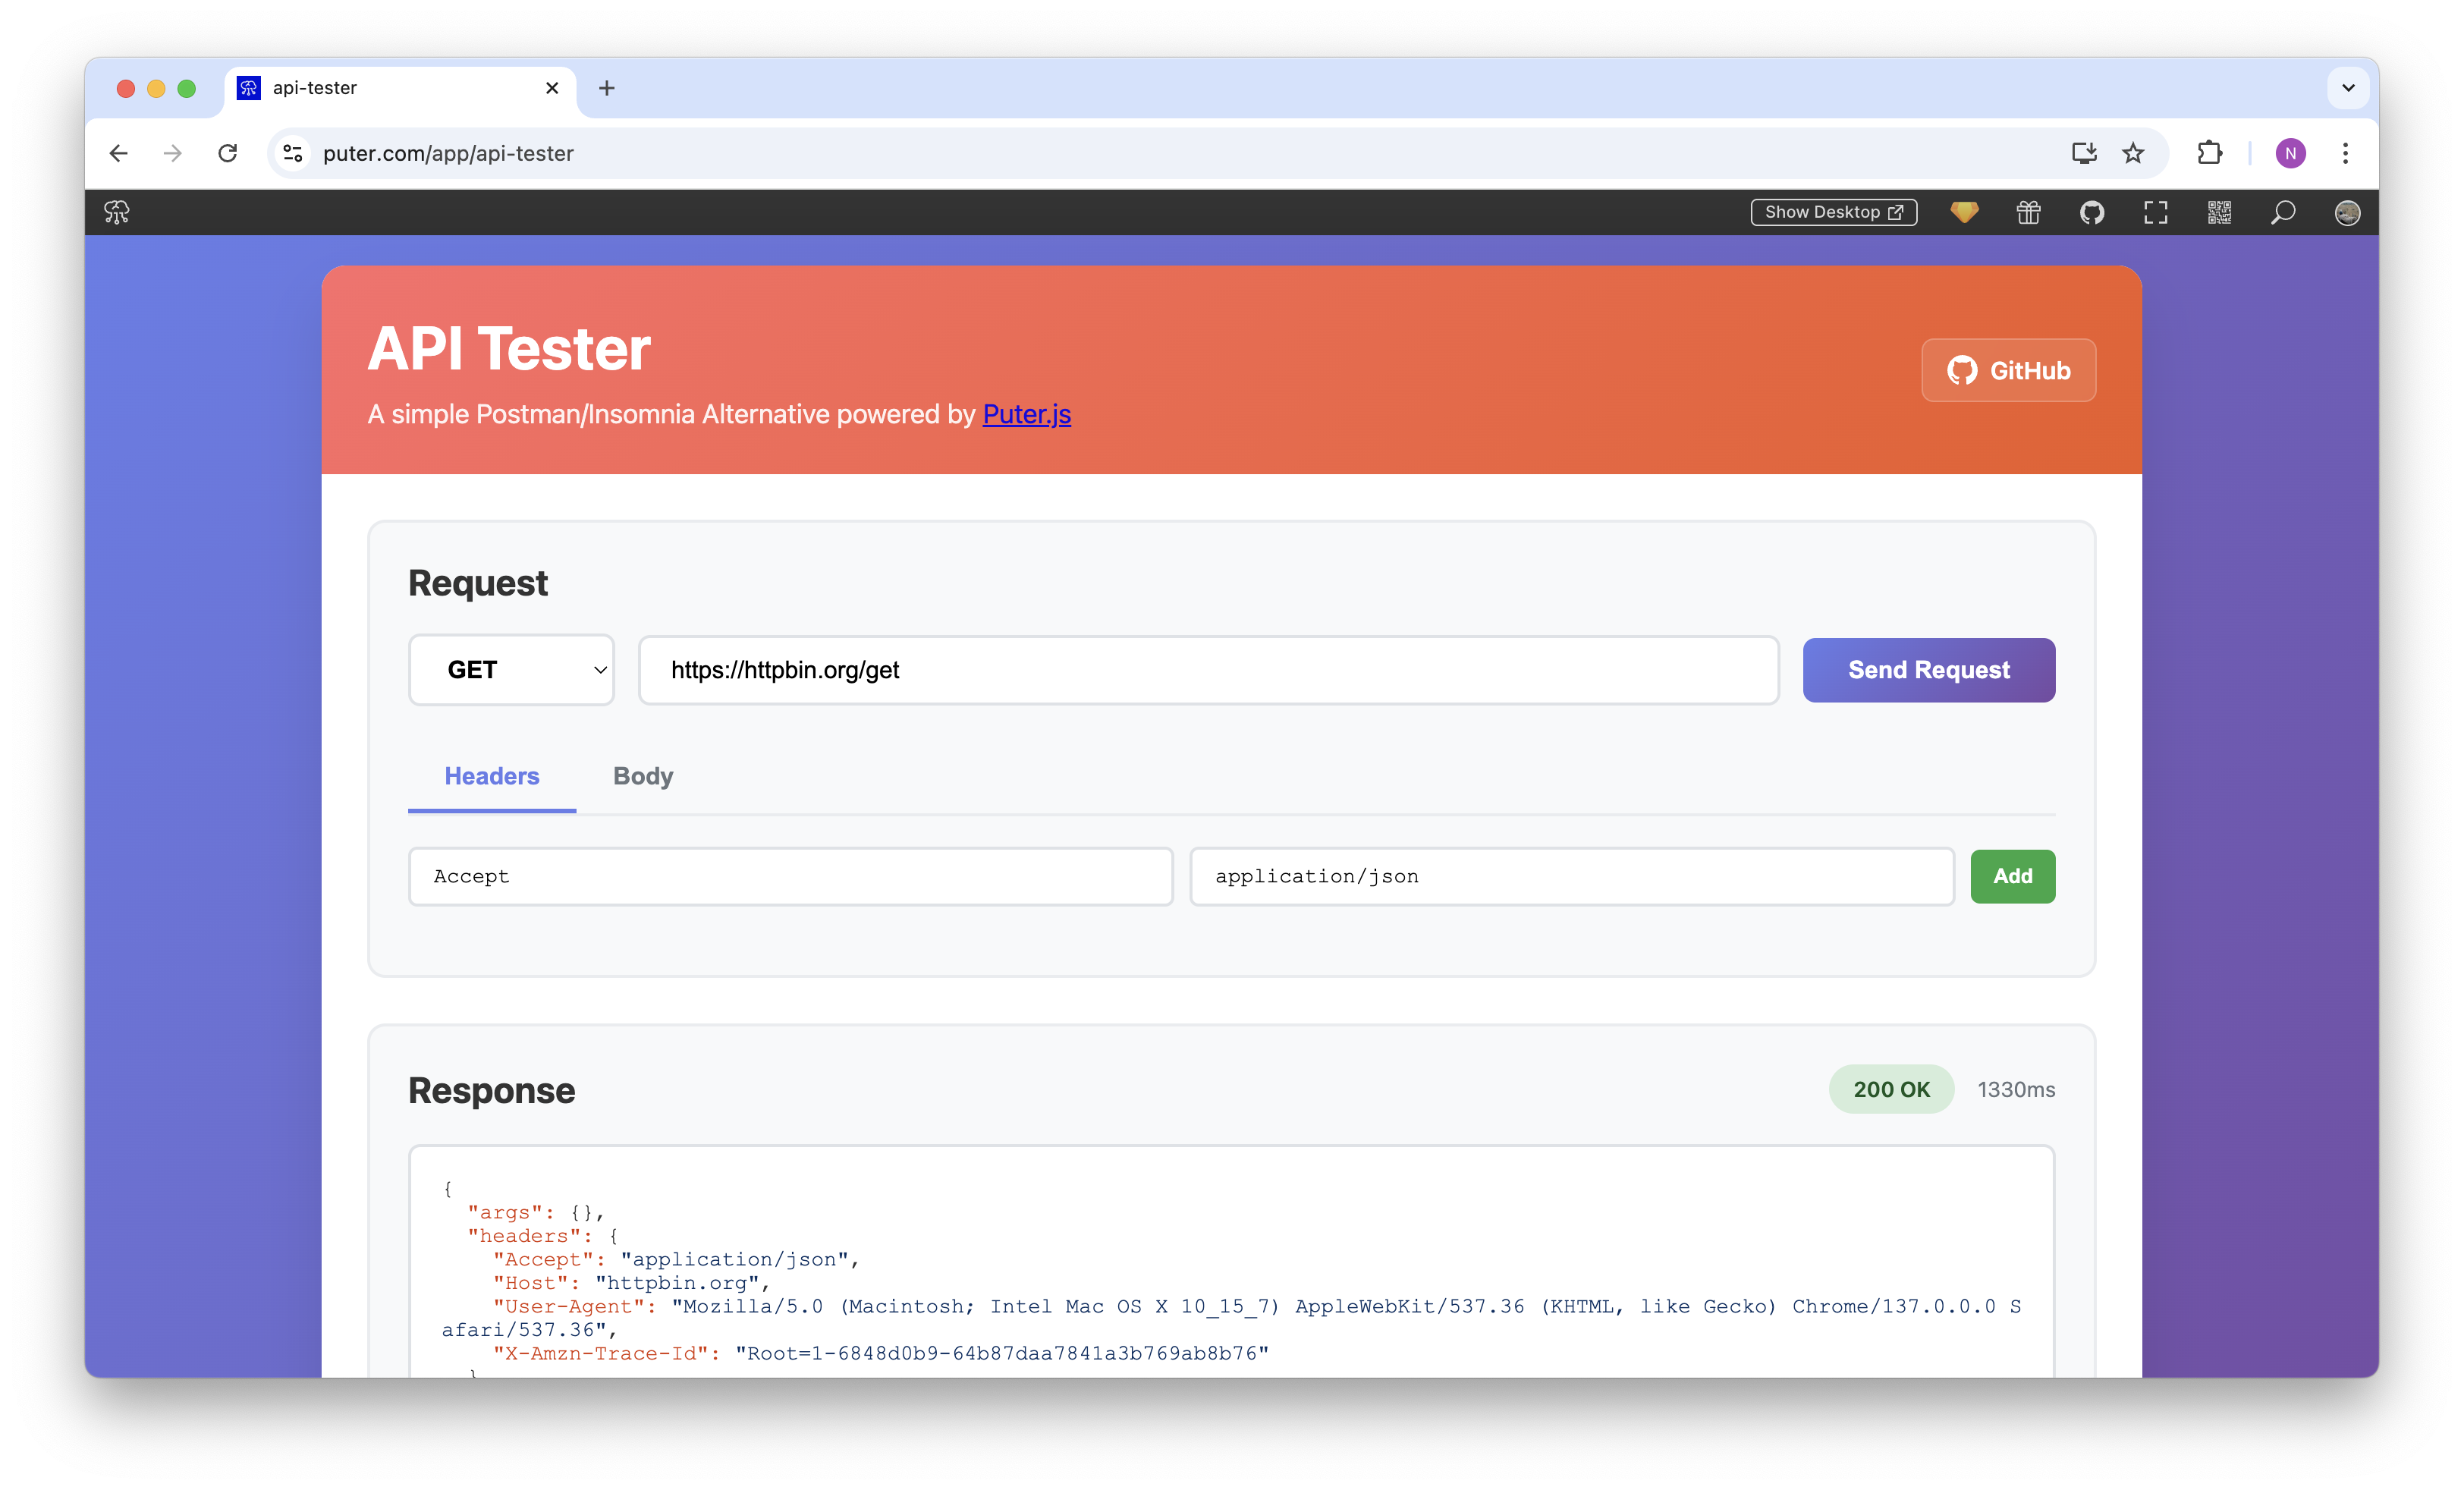 api-tester
puter.com/app/api-tester
N
Show Desktop
API Tester
A simple Postman/Insomnia Alternative powered by Puter.js
GitHub
Request
GET
https://httpbin.org/get
Send Request
Headers
Body
Accept
application/json
Add
Response
200 OK
1330ms
{
"args": {},
"headers": {
"Accept": "application/json",
"Host": "httpbin.org",
"User-Agent": "Mozilla/5.0 (Macintosh; Intel Mac OS X 10_15_7) AppleWebKit/537.36 (KHTML, like Gecko) Chrome/137.0.0.0 S
afari/537.36",
"X-Amzn-Trace-Id": "Root=1-6848d0b9-64b87daa7841a3b769ab8b76"
}